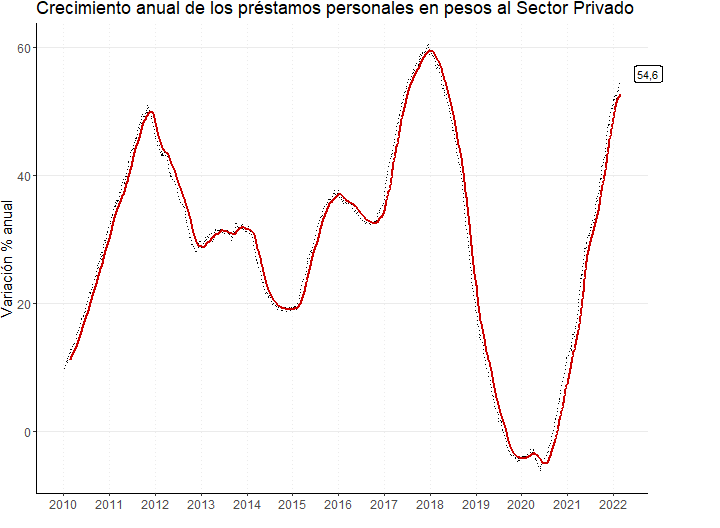 Crecimiento anual de los préstamos personales en pesos al Sector Privado
Variación % anual
60
40
20
0
54,6
2010 2011 2012 2013 2014 2015 2016 2017 2018 2019 2020 2021 2022